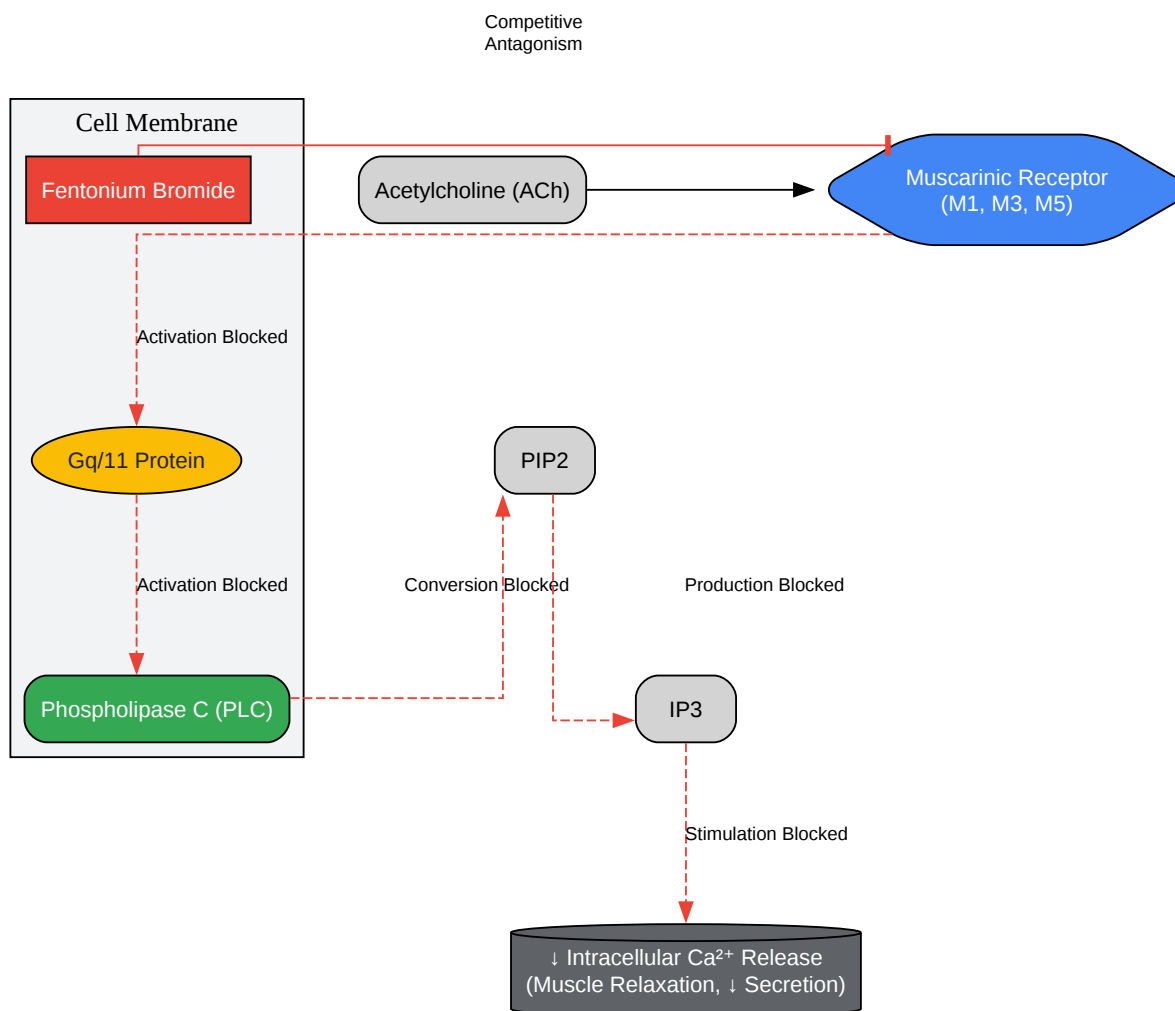 Competitive
Antagonism
Cell Membrane
Fentonium Bromide
Acetylcholine (ACh)
Muscarinic Receptor
(M1, M3, M5)
Activation Blocked
Gq/11 Protein
PIP2
Activation Blocked
Conversion Blocked
Production Blocked
Phospholipase C (PLC)
IP3
Stimulation Blocked
↓ Intracellular Ca²⁺ Release
(Muscle Relaxation, ↓ Secretion)